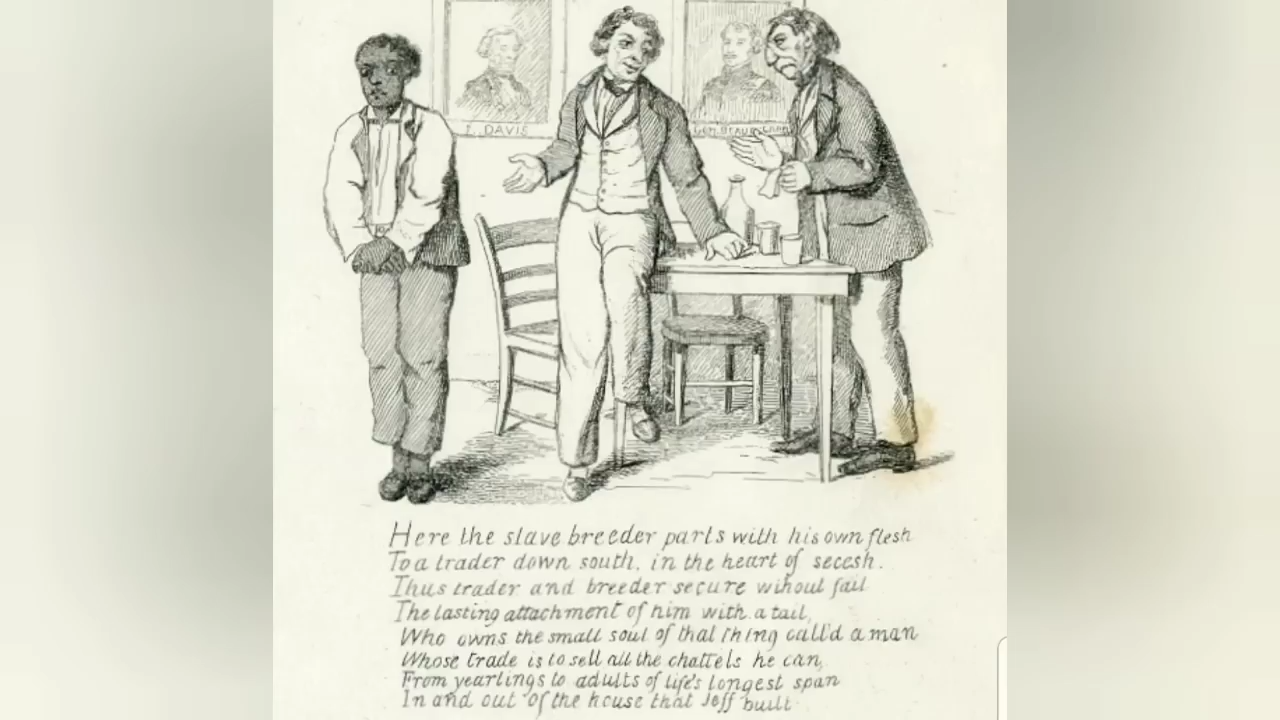 J. DAVIS
GEN. BEAUREGARD
Here the slave breeder parts with his own flesh
To a trader down south, in the heart of secesh.
Thus trader and breeder secure wihout fail
The lasting attachment of him with a tail,
Who owns the small soul of that thing call'd a man
Whose trade is to sell all the chattels he can,
From yearlings to adults of life's longest span
In and out of the house that Jeff built